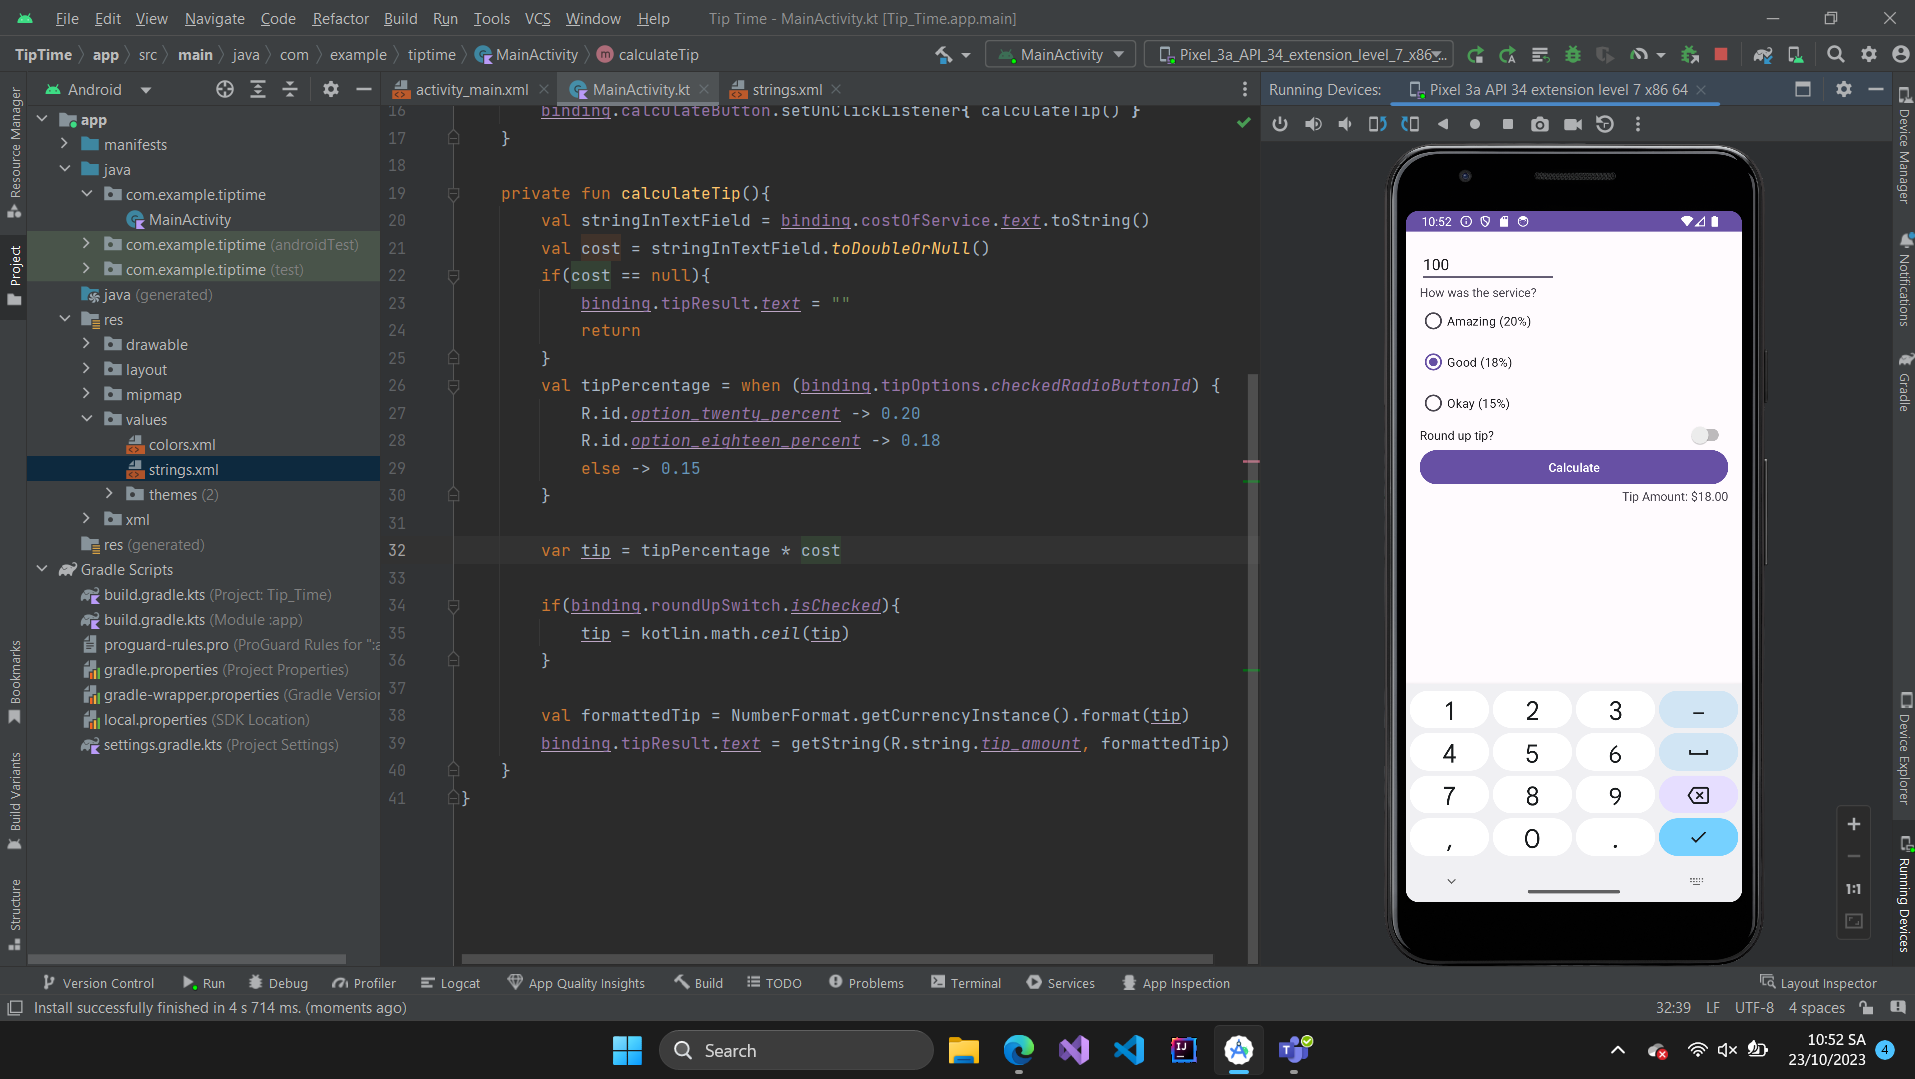 File Edit View Navigate Code Refactor Build Run Tools VCS Window Help Tip Time - MainActivity.kt [Tip_Time.app.main]
TipTime app src main java com example tiptime MainActivity calculateTip MainActivity Pixel_3a_API_34_extension_level_7_x86...
Android
activity_main.xml MainActivity.kt strings.xml
Running Devices: Pixel 3a API 34 extension level 7 x86 64
Resource Manager
Project
Bookmarks
Build Variants
Structure
app
manifests
java
com.example.tiptime
MainActivity
com.example.tiptime (androidTest)
com.example.tiptime (test)
java (generated)
res
drawable
layout
mipmap
values
colors.xml
strings.xml
themes (2)
xml
res (generated)
Gradle Scripts
build.gradle.kts (Project: Tip_Time)
build.gradle.kts (Module :app)
proguard-rules.pro (ProGuard Rules for ":a
gradle.properties (Project Properties)
gradle-wrapper.properties (Gradle Version
local.properties (SDK Location)
settings.gradle.kts (Project Settings)
16 binding.calculateButton.setOnClickListener{ calculateTip() }
17 }
18
19 private fun calculateTip(){
20 val stringInTextField = binding.costOfService.text.toString()
21 val cost = stringInTextField.toDoubleOrNull()
22 if(cost == null){
23 binding.tipResult.text = ""
24 return
25 }
26 val tipPercentage = when (binding.tipOptions.checkedRadioButtonId) {
27 R.id.option_twenty_percent -> 0.20
28 R.id.option_eighteen_percent -> 0.18
29 else -> 0.15
30 }
31
32 var tip = tipPercentage * cost
33
34 if(binding.roundUpSwitch.isChecked){
35 tip = kotlin.math.ceil(tip)
36 }
37
38 val formattedTip = NumberFormat.getCurrencyInstance().format(tip)
39 binding.tipResult.text = getString(R.string.tip_amount, formattedTip)
40 }
41 }
10:52
100
How was the service?
Amazing (20%)
Good (18%)
Okay (15%)
Round up tip?
Calculate
Tip Amount: $18.00
1 2 3 -
4 5 6
7 8 9
, 0 .
1:1
Device Manager
Notifications
Gradle
Device Explorer
Running Devices
Version Control Run Debug Profiler Logcat App Quality Insights Build TODO Problems Terminal Services App Inspection Layout Inspector
Install successfully finished in 4 s 714 ms. (moments ago) 32:39 LF UTF-8 4 spaces
Search
10:52 SA
23/10/2023
4